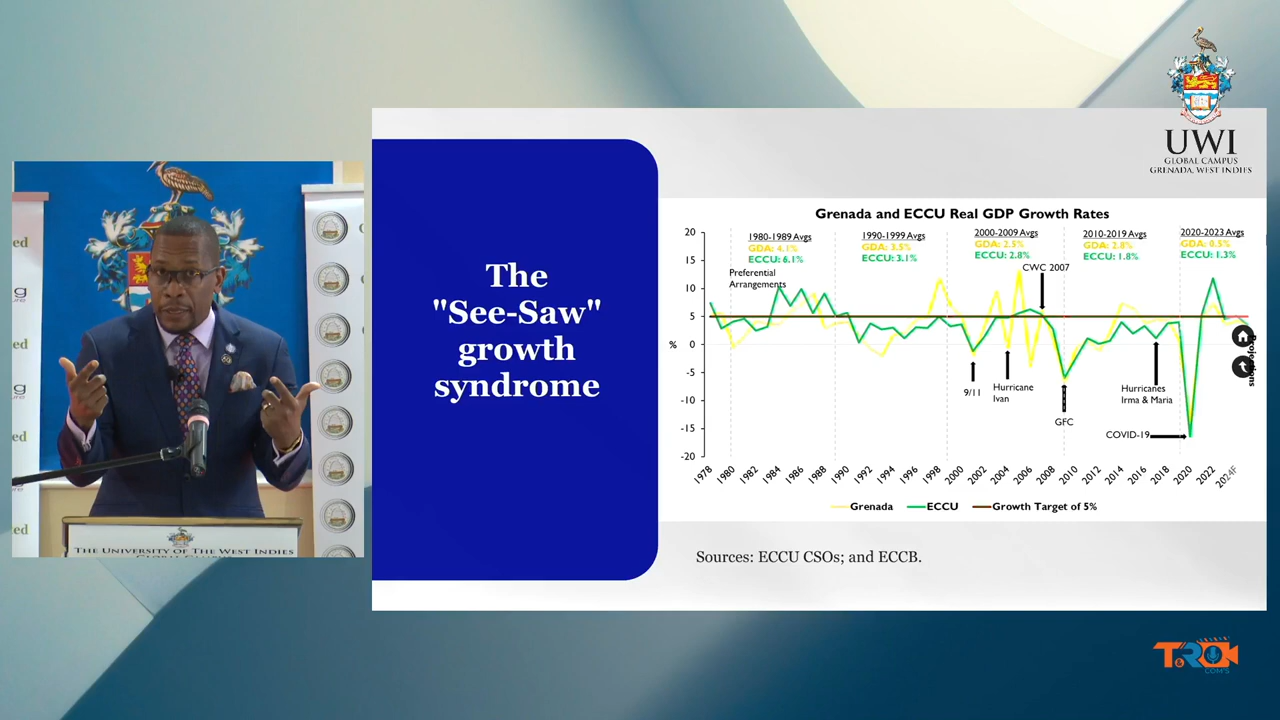 UWI
GLOBAL CAMPUS
GRENADA, WEST INDIES
The
"See-Saw"
growth
syndrome
Grenada and ECCU Real GDP Growth Rates
1980-1989 Avgs
GDA: 4.1%
ECCU: 6.1%
1990-1999 Avgs
GDA: 3.5%
ECCU: 3.1%
2000-2009 Avgs
GDA: 2.5%
ECCU: 2.8%
2010-2019 Avgs
GDA: 2.8%
ECCU: 1.8%
2020-2023 Avgs
GDA: 0.5%
ECCU: 1.3%
Preferential
Arrangements
CWC 2007
20
15
10
5
0
-5
-10
-15
-20
%
9/11
Hurricane
Ivan
GFC
Hurricanes
Irma & Maria
COVID-19
Projections
1978
1980
1982
1984
1986
1988
1990
1992
1994
1996
1998
2000
2002
2004
2006
2008
2010
2012
2014
2016
2018
2020
2022
2024F
Grenada
ECCU
Growth Target of 5%
Sources: ECCU CSOs; and ECCB.
ed
g
ed
THE UNIVERSITY OF THE WEST INDIES
T&RO
COM'S